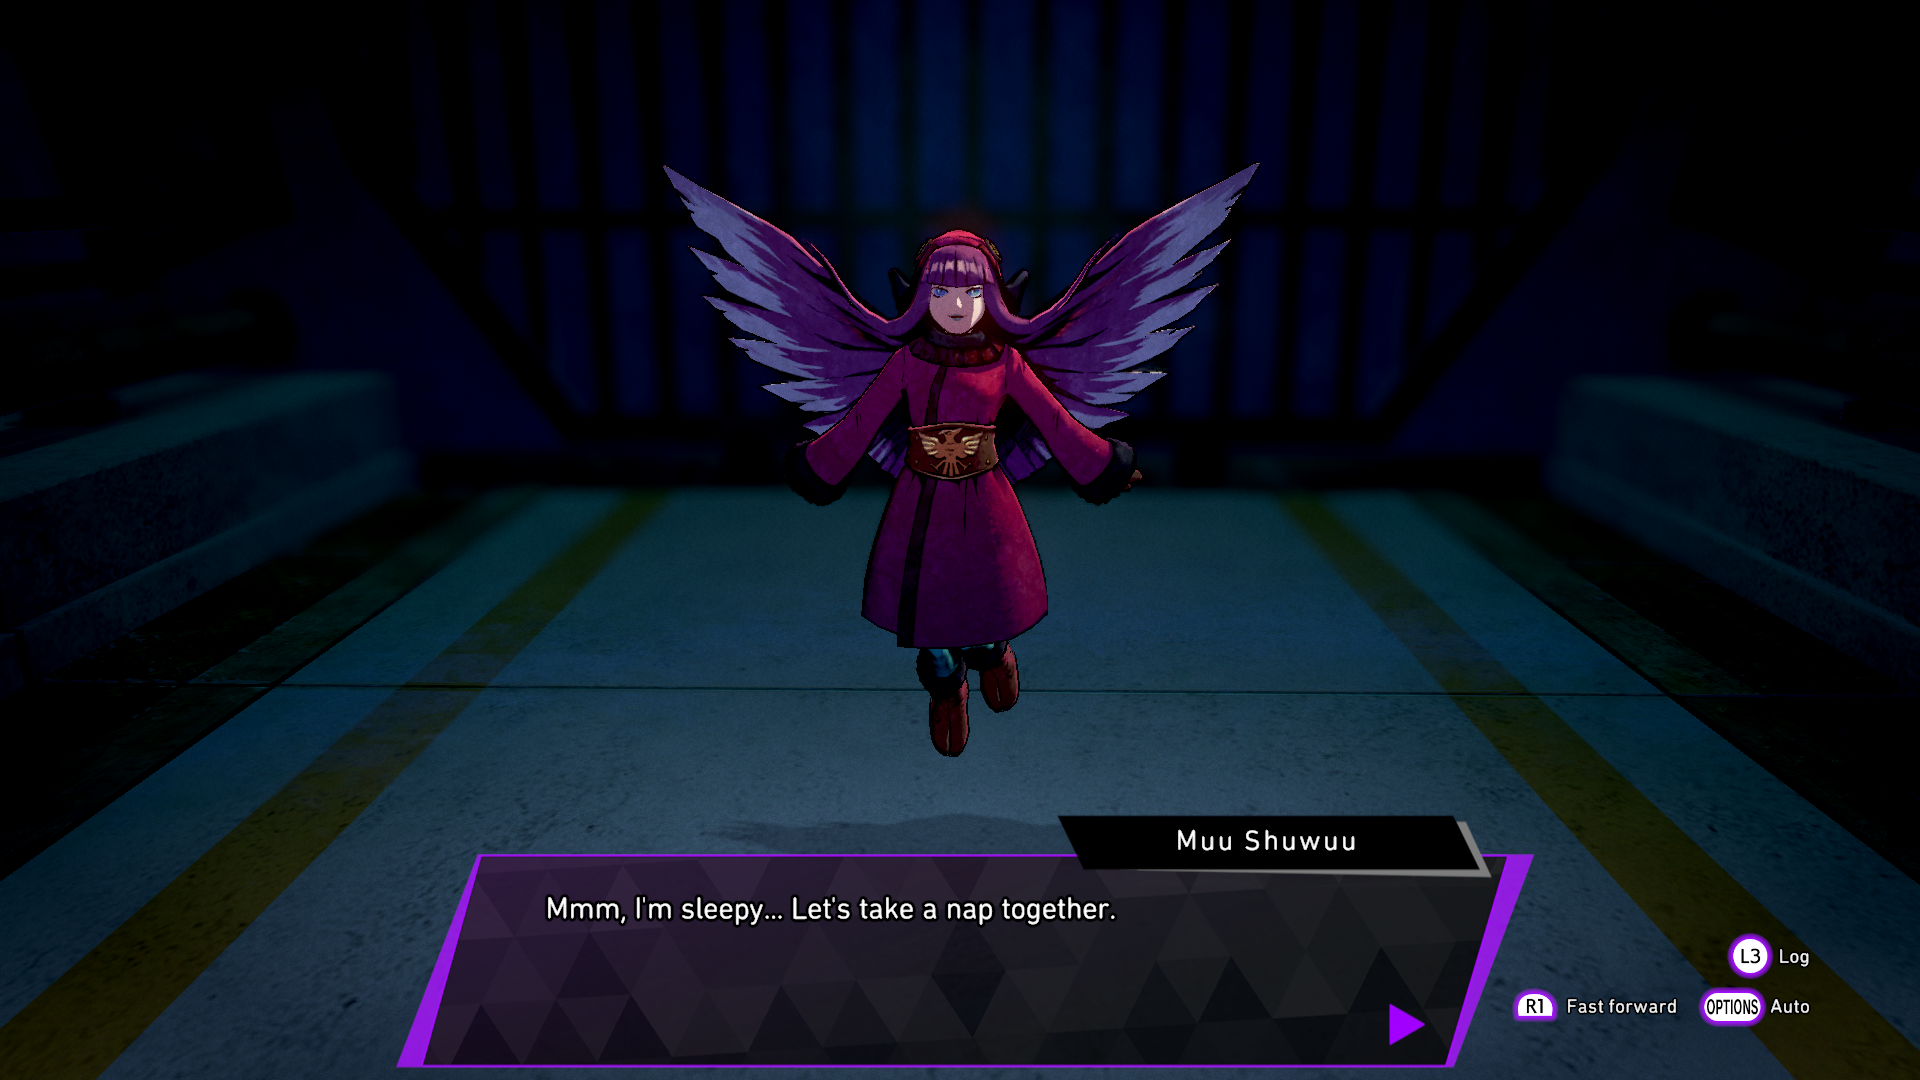 Muu Shuwuu
Mmm, I'm sleepy... Let's take a nap together.
L3 Log
R1 Fast forward OPTIONS Auto